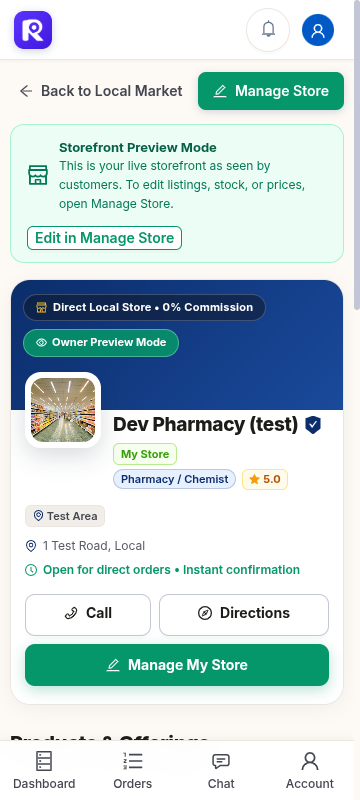 Back to Local Market
Manage Store
Storefront Preview Mode
This is your live storefront as seen by
customers. To edit listings, stock, or prices,
open Manage Store.
Edit in Manage Store
Direct Local Store • 0% Commission
Owner Preview Mode
Dev Pharmacy (test)
My Store
Pharmacy / Chemist
5.0
Test Area
1 Test Road, Local
Open for direct orders • Instant confirmation
Call
Directions
Manage My Store
Products & Offerings
Dashboard
Orders
Chat
Account